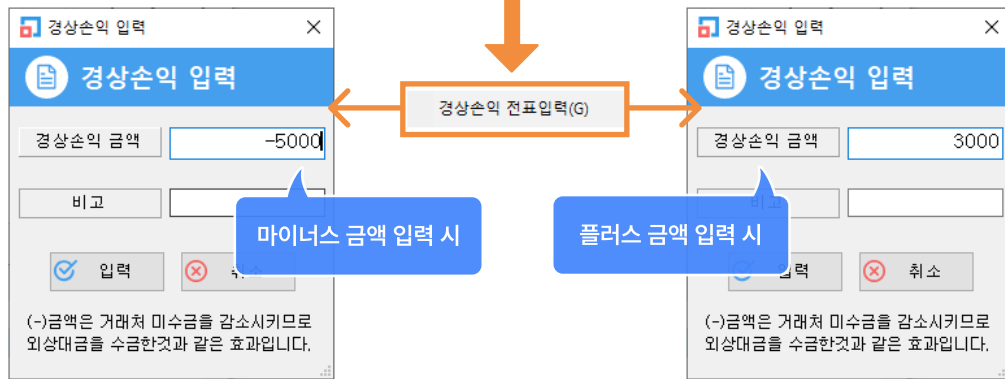 경상손익 입력
경상손익 입력
경상손익 금액
-5000
비고
마이너스 금액 입력 시
입력
취소
(-)금액은 거래처 미수금을 감소시키므로
외상대금을 수금한것과 같은 효과입니다.
경상손익 전표입력(G)
경상손익 입력
경상손익 입력
경상손익 금액
3000
비고
플러스 금액 입력 시
입력
취소
(-)금액은 거래처 미수금을 감소시키므로
외상대금을 수금한것과 같은 효과입니다.